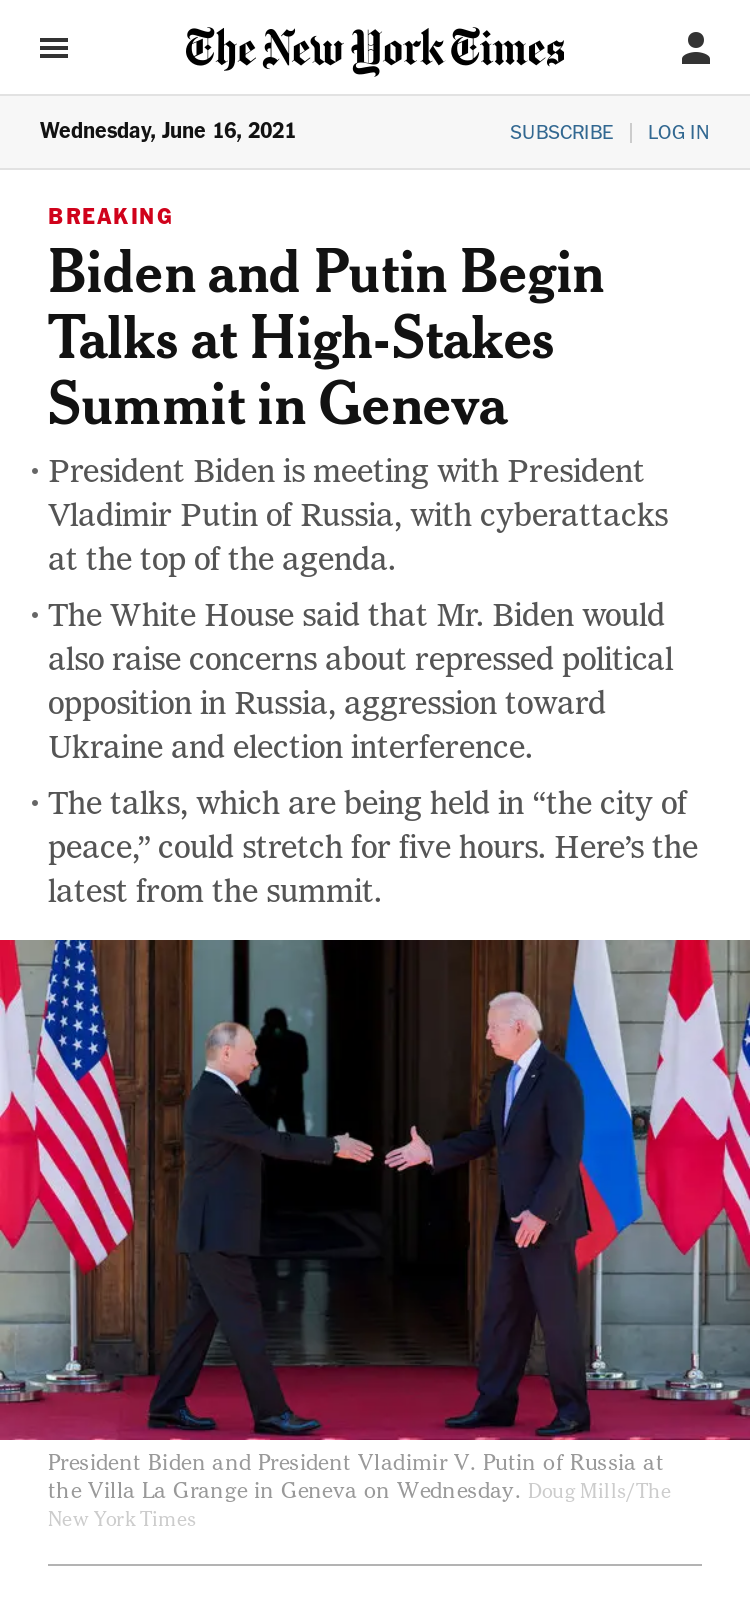 The New York Times
Wednesday, June 16, 2021
SUBSCRIBE | LOG IN
BREAKING
Biden and Putin Begin
Talks at High-Stakes
Summit in Geneva
• President Biden is meeting with President
Vladimir Putin of Russia, with cyberattacks
at the top of the agenda.
• The White House said that Mr. Biden would
also raise concerns about repressed political
opposition in Russia, aggression toward
Ukraine and election interference.
• The talks, which are being held in “the city of
peace,” could stretch for five hours. Here’s the
latest from the summit.
President Biden and President Vladimir V. Putin of Russia at
the Villa La Grange in Geneva on Wednesday. Doug Mills/The
New York Times